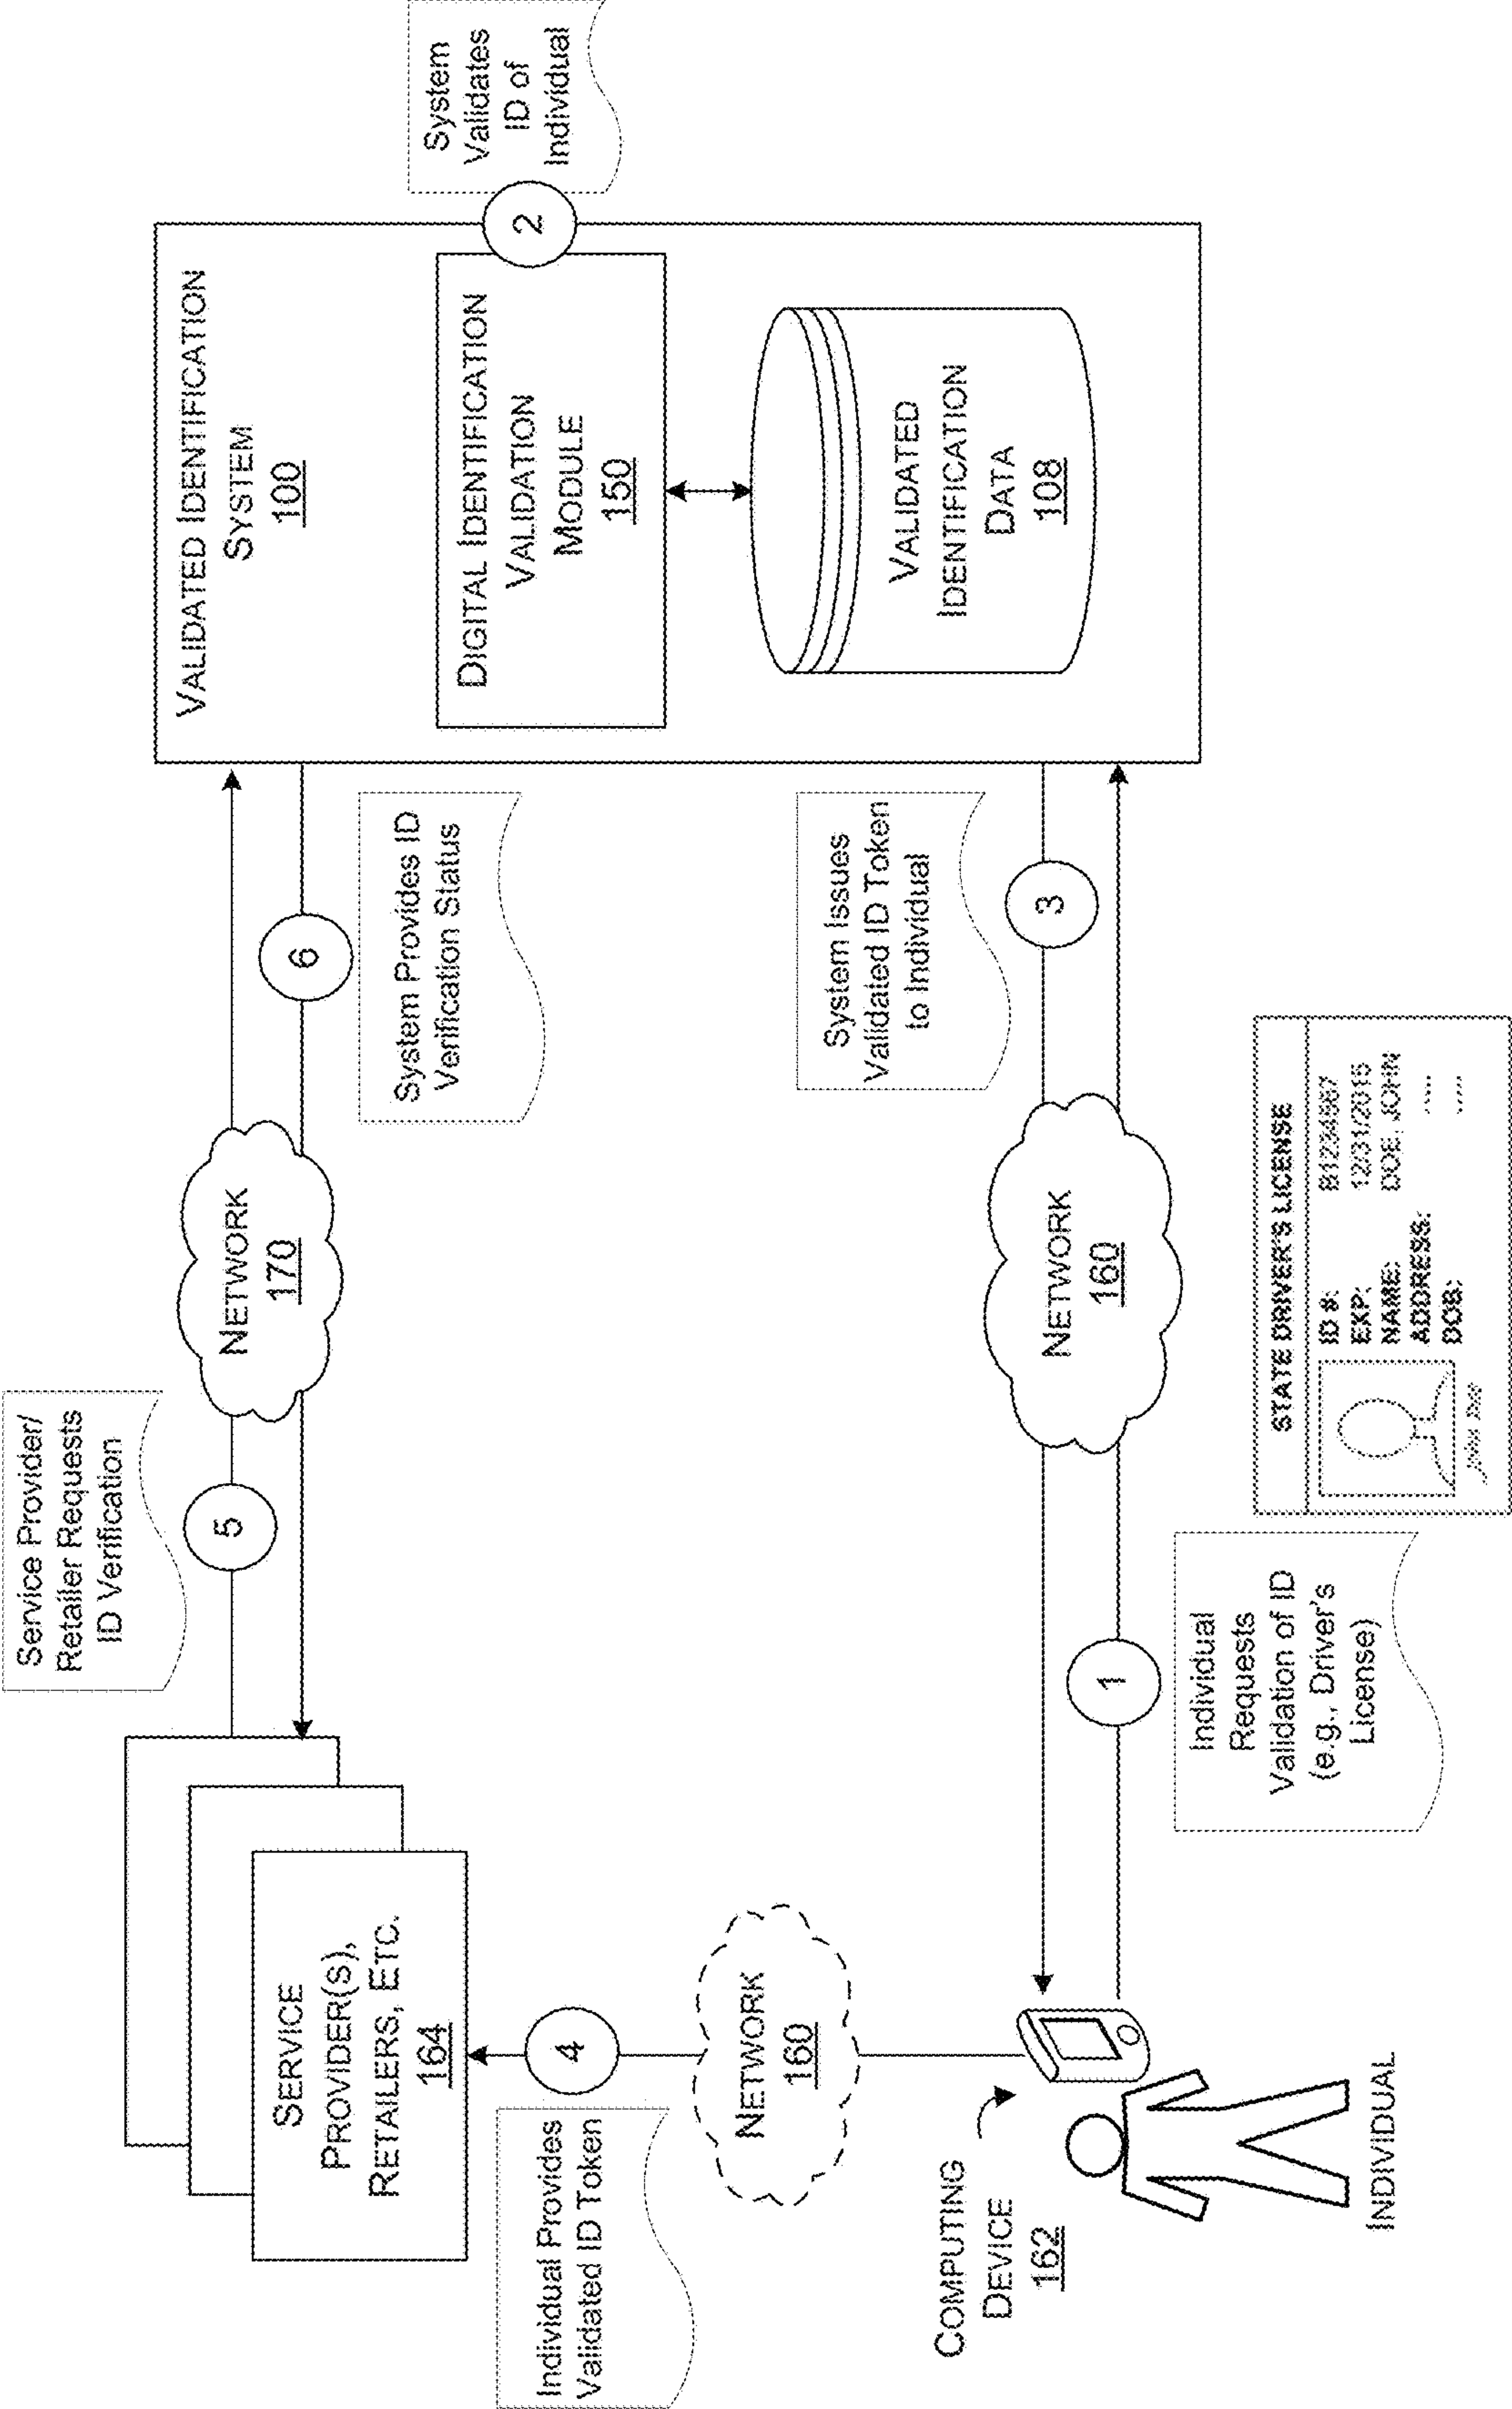 Service Provider/
Retailer Requests
ID Verification
5
NETWORK
170
6
System Provides ID
Verification Status
SERVICE
PROVIDER(S),
RETAILERS, ETC.
164
VALIDATED IDENTIFICATION
SYSTEM
100
DIGITAL IDENTIFICATION
VALIDATION
MODULE
150
2
System
Validates
ID of
Individual
VALIDATED
IDENTIFICATION
DATA
108
Individual Provides
Validated ID Token
4
NETWORK
160
System Issues
Validated ID Token
to Individual
3
NETWORK
160
COMPUTING
DEVICE
162
INDIVIDUAL
1
Individual
Requests
Validation of ID
(e.g., Driver's
License)
STATE DRIVER'S LICENSE
ID #: B1234567
EXP: 12/31/2015
NAME: DOE, JOHN
ADDRESS: ....
DOB: ....
John Doe